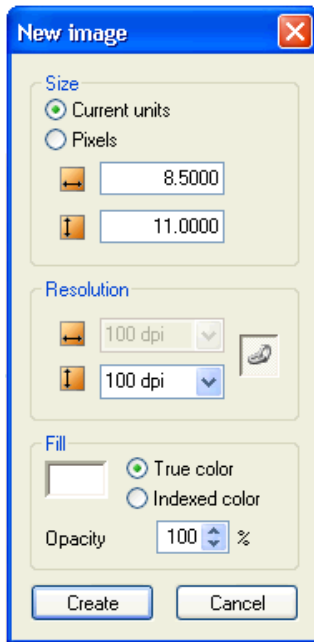 New image
Size
Current units
Pixels
8.5000
11.0000
Resolution
100 dpi
100 dpi
Fill
True color
Indexed color
Opacity 100 %
Create Cancel